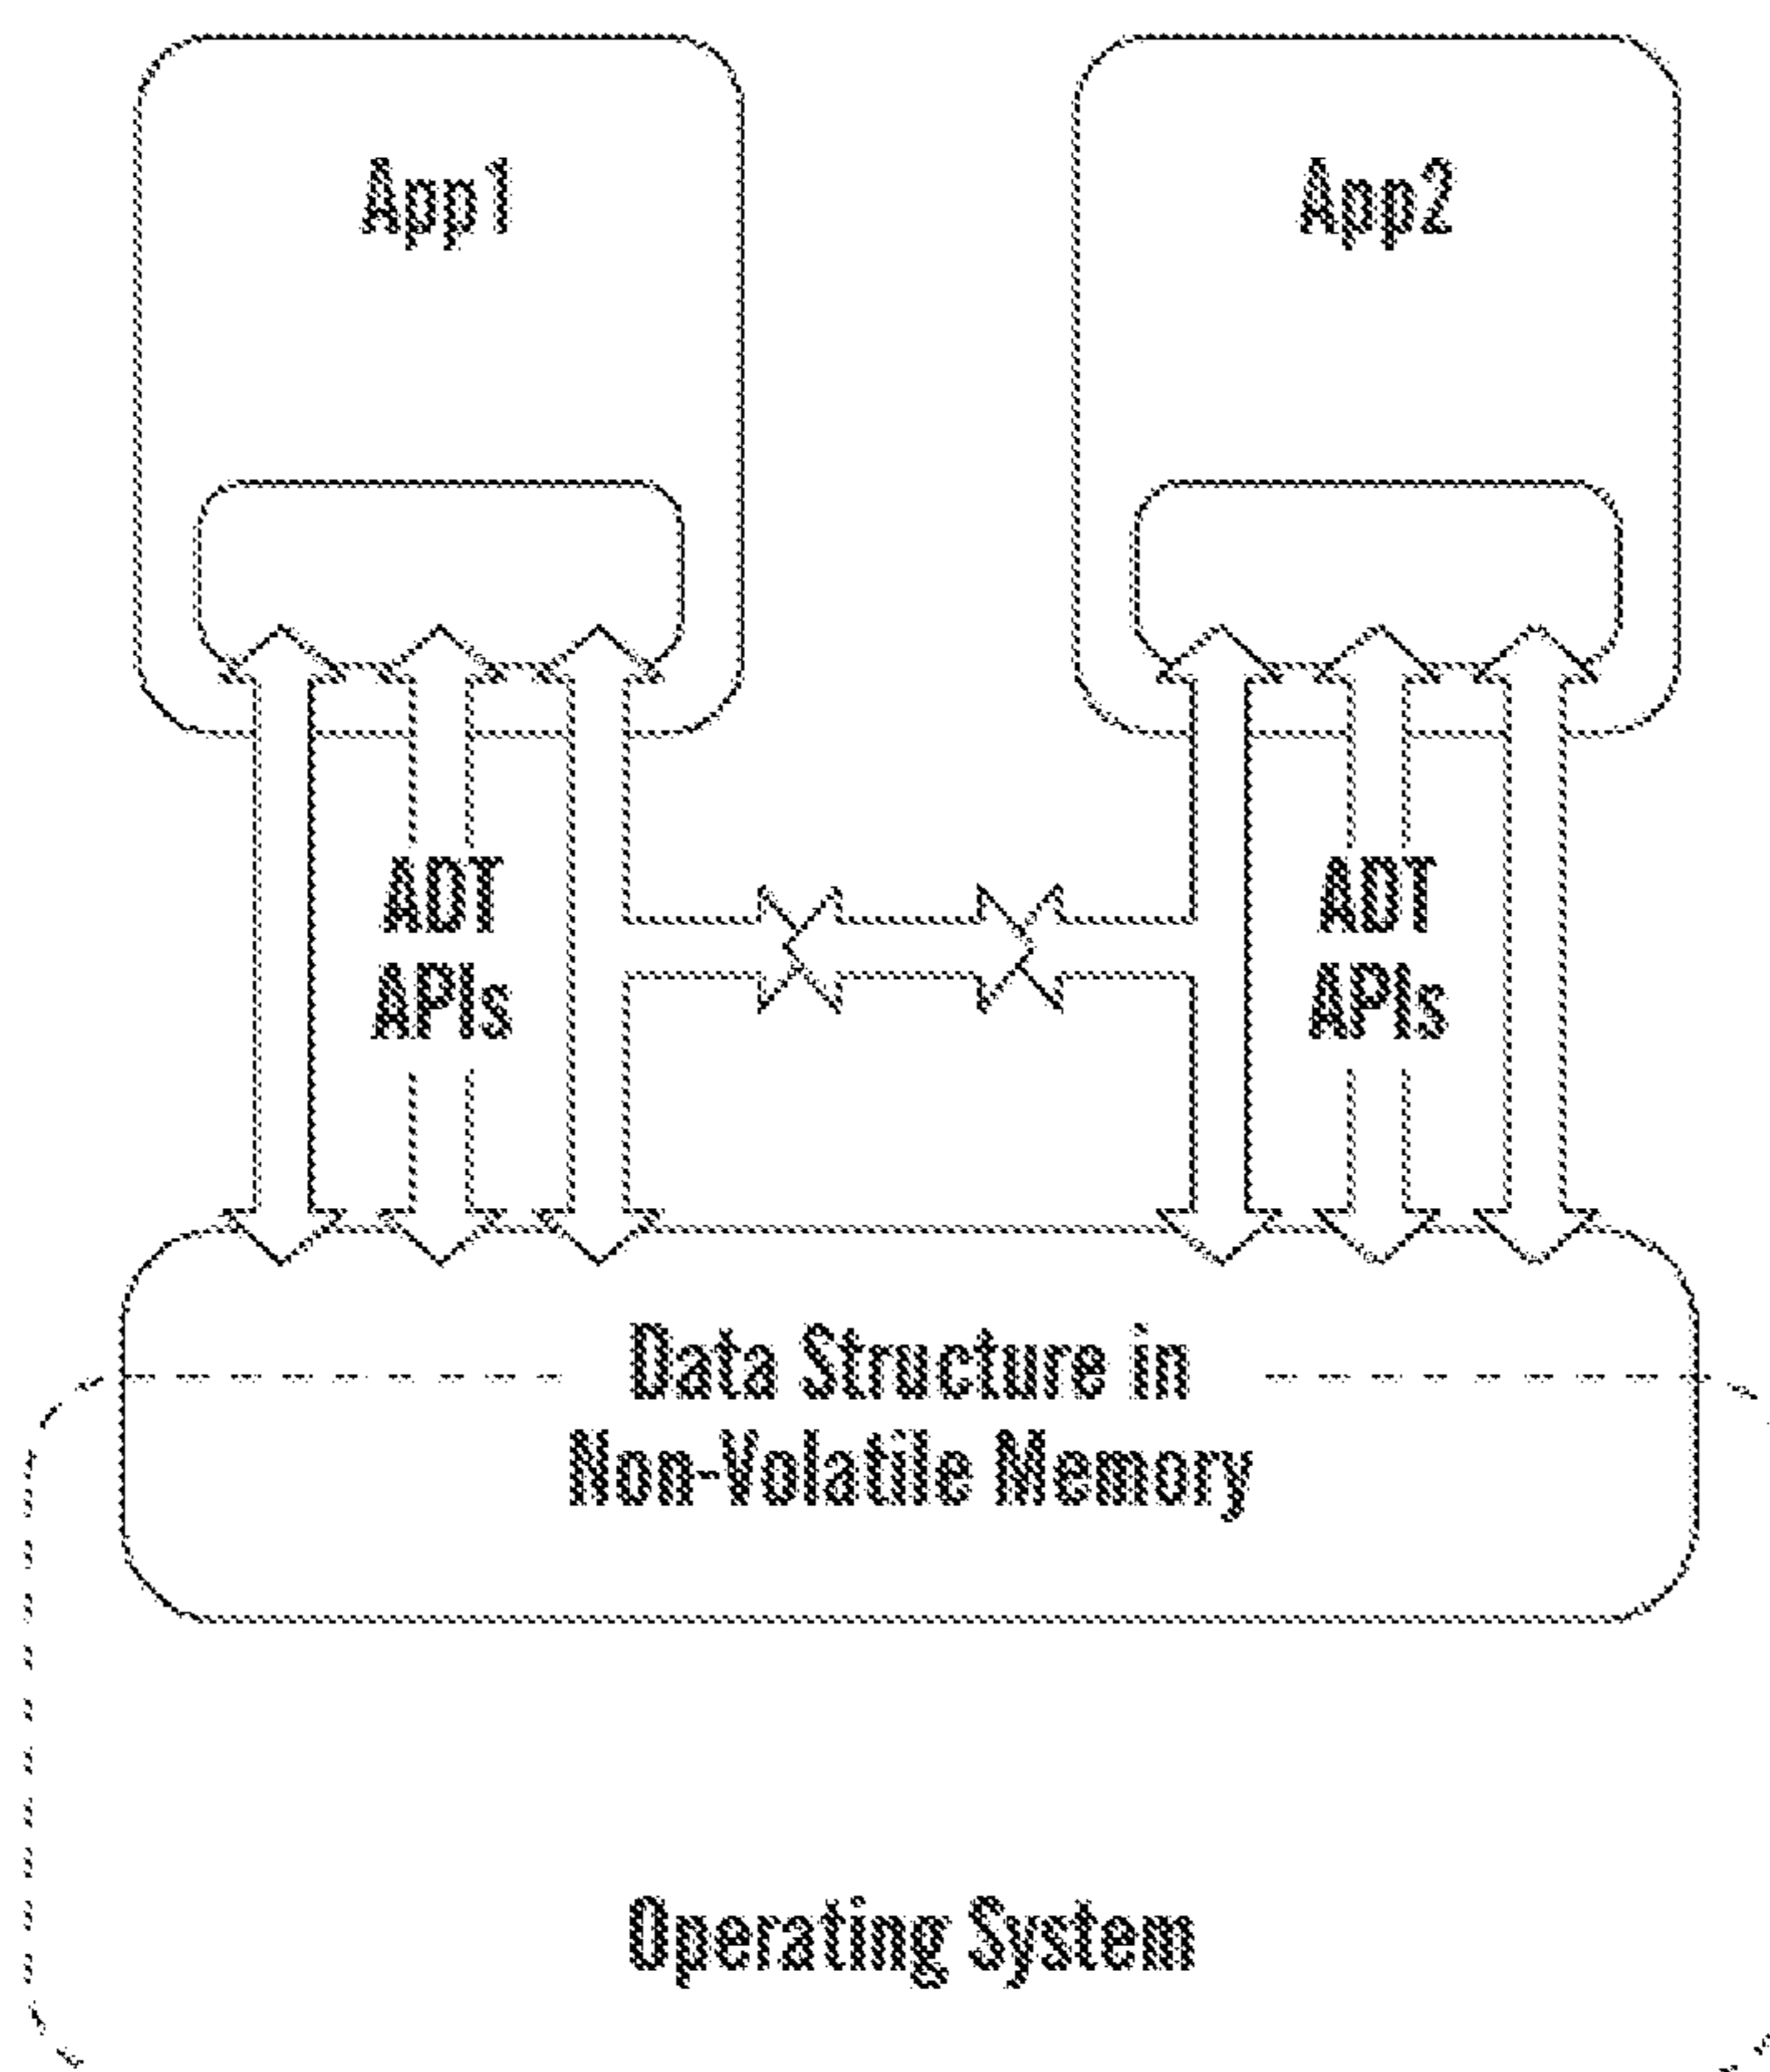 App1
App2
ADT
APIs
ADT
APIs
Data Structure in
Non-Volatile Memory
Operating System